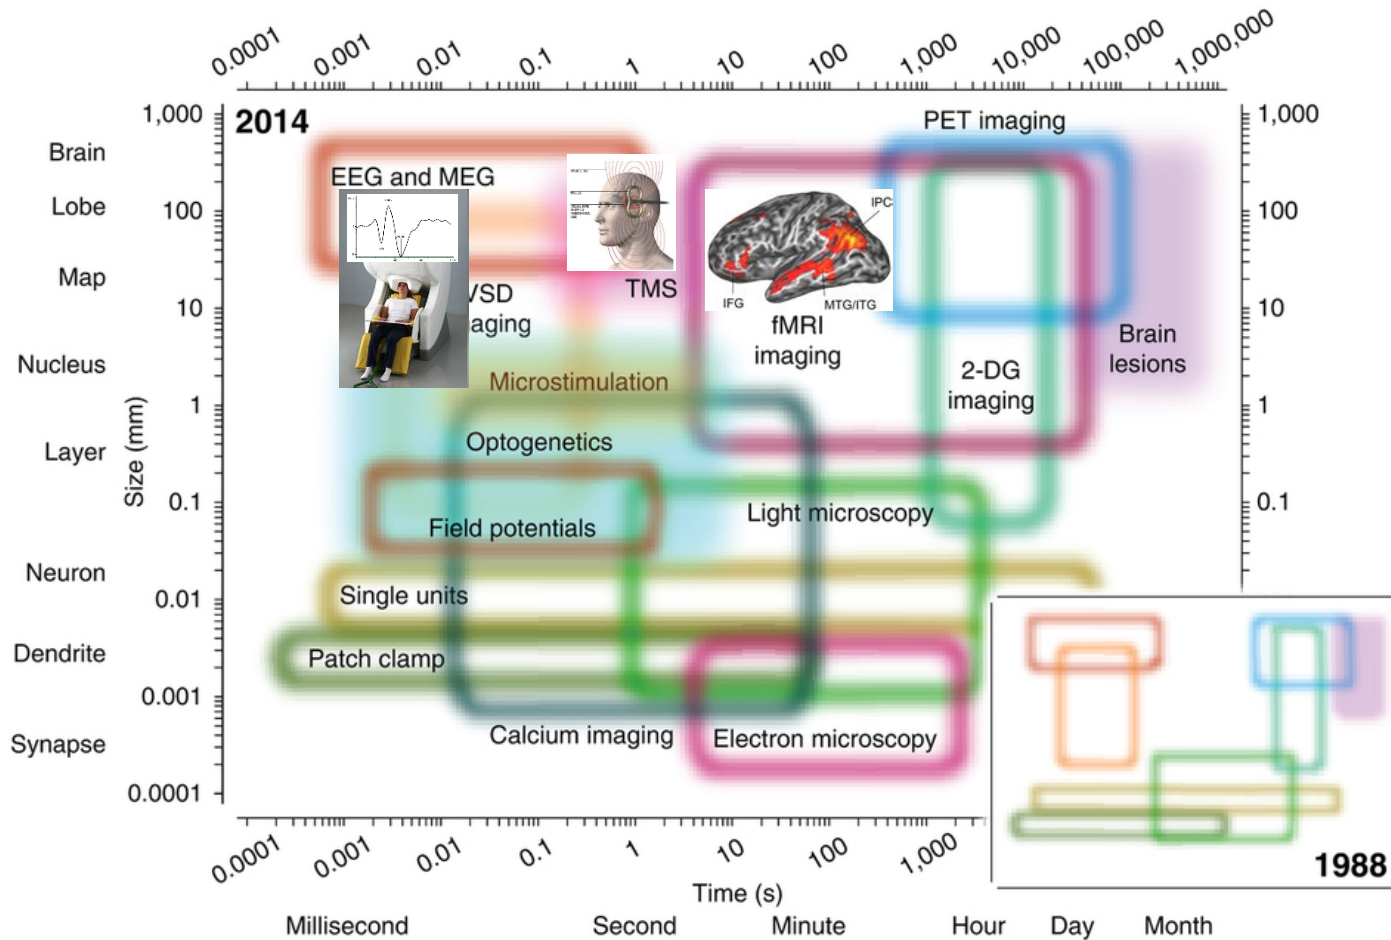 0.0001 0.001 0.01 0.1 1 10 100 1,000 10,000 100,000 1,000,000
2014
1,000
100
10
1
0.1
0.01
0.001
0.0001
Brain
Lobe
Map
Nucleus
Layer
Neuron
Dendrite
Synapse
Size (mm)
1,000
100
10
1
0.1
PET imaging
EEG and MEG
IPC
IFG
MTG/ITG
VSD
aging
TMS
fMRI
imaging
Brain
lesions
2-DG
imaging
Microstimulation
Optogenetics
Light microscopy
Field potentials
Single units
Patch clamp
Calcium imaging
Electron microscopy
1988
0.0001 0.001 0.01 0.1 1 10 100 1,000
Time (s)
Millisecond Second Minute Hour Day Month